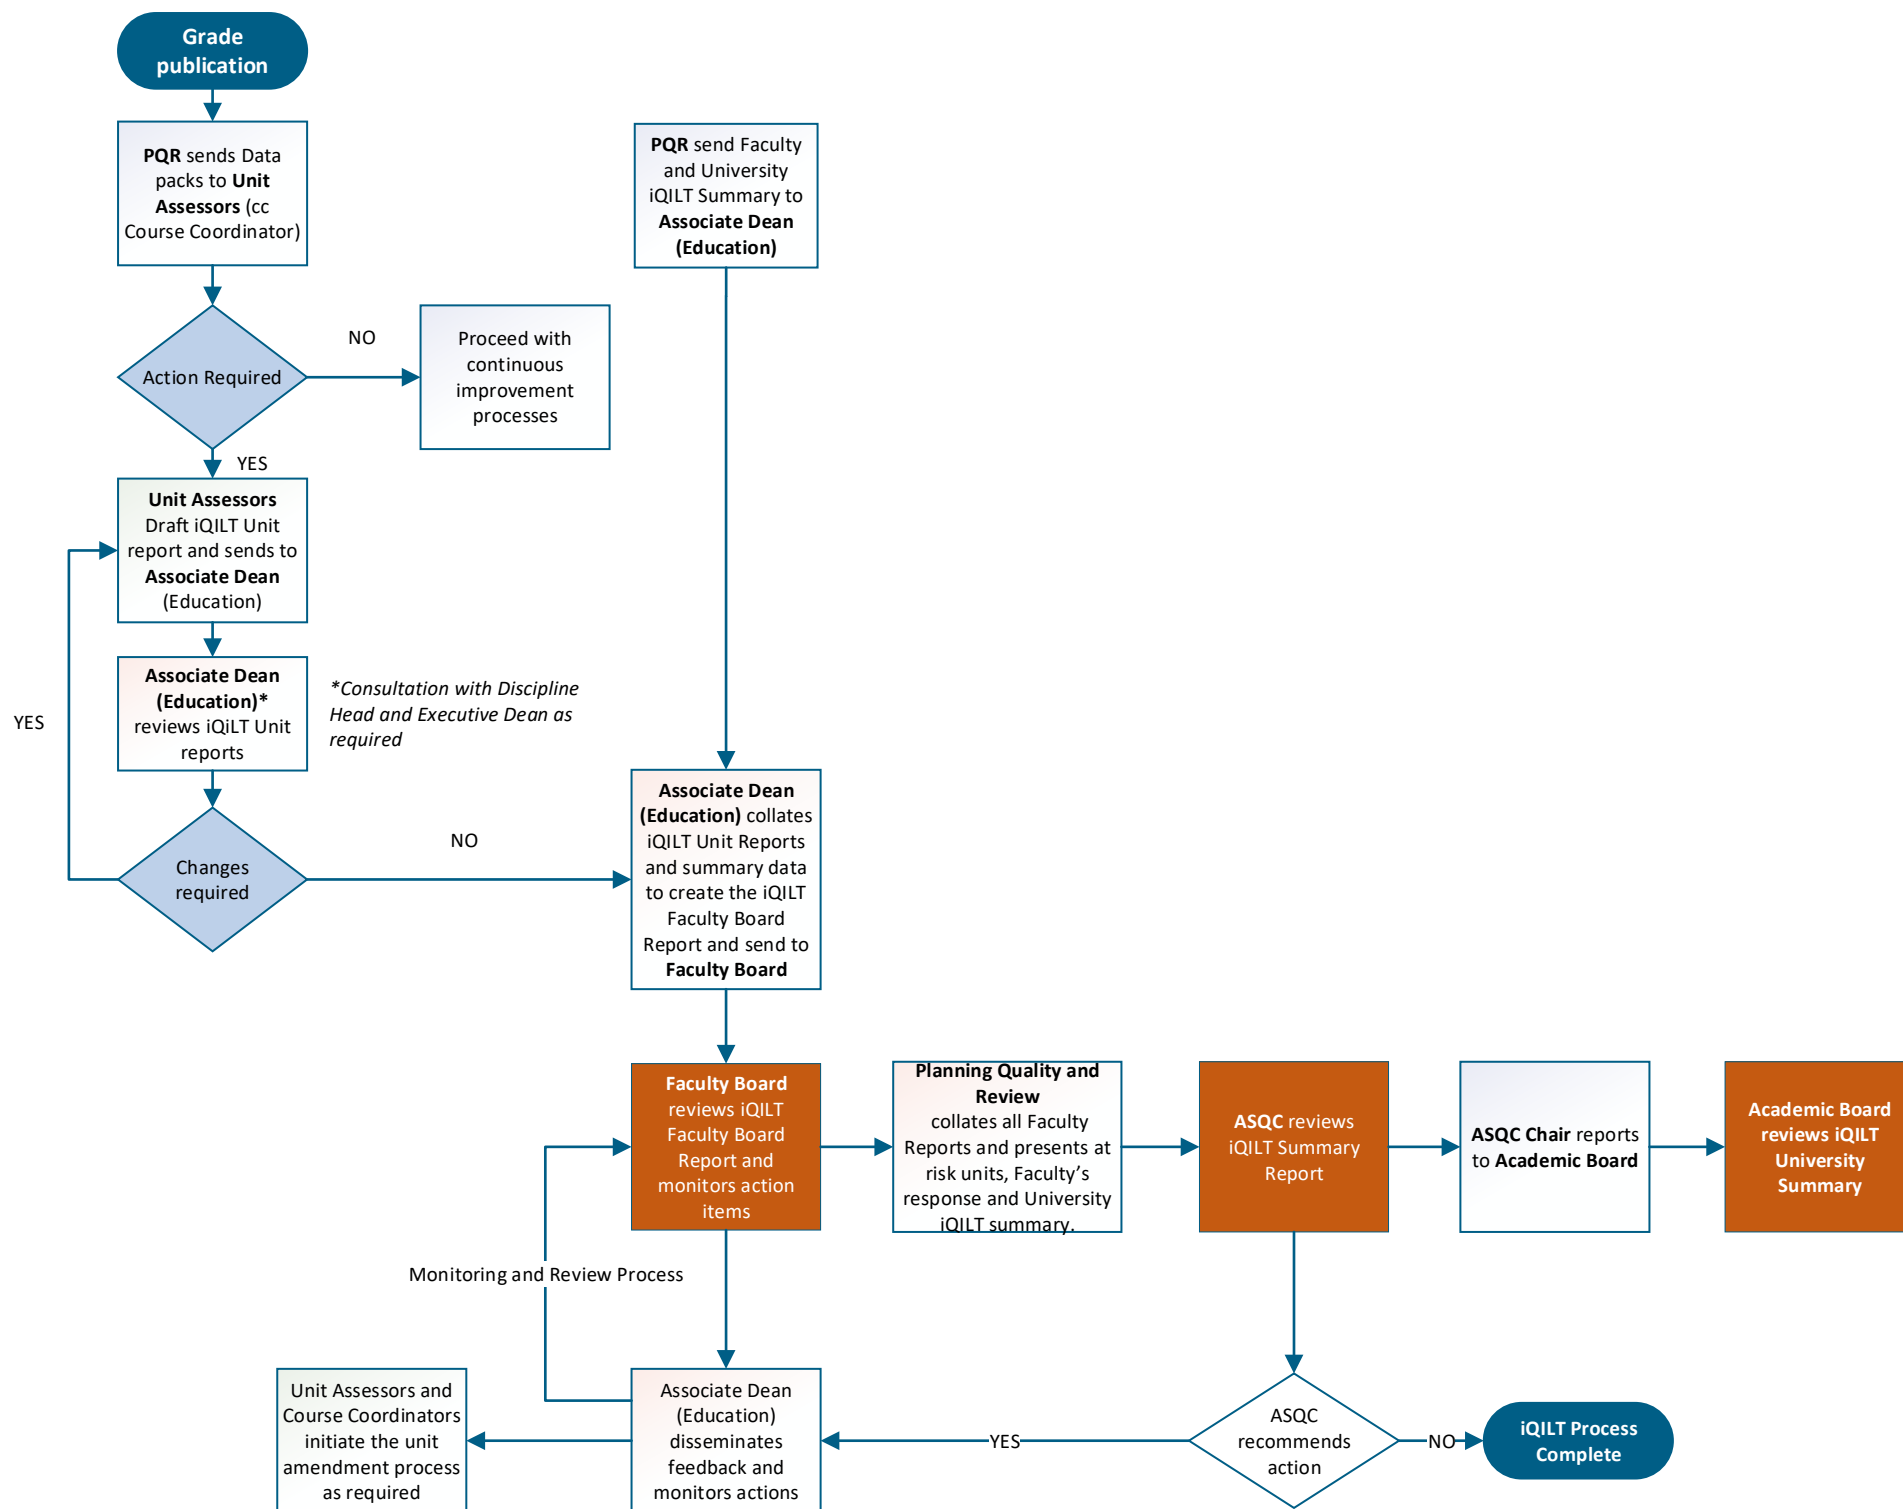 Grade
publication
PQR sends Data
packs to Unit
Assessors (cc
Course Coordinator)
PQR send Faculty
and University
iQILT Summary to
Associate Dean
(Education)
Action Required
NO
Proceed with
continuous
improvement
processes
YES
Unit Assessors
Draft iQILT Unit
report and sends to
Associate Dean
(Education)
Associate Dean
(Education)*
reviews iQiLT Unit
reports
*Consultation with Discipline
Head and Executive Dean as
required
YES
Changes
required
NO
Associate Dean
(Education) collates
iQILT Unit Reports
and summary data
to create the iQILT
Faculty Board
Report and send to
Faculty Board
Faculty Board
reviews iQILT
Faculty Board
Report and
monitors action
items
Planning Quality and
Review
collates all Faculty
Reports and presents at
risk units, Faculty’s
response and University
iQILT summary.
ASQC reviews
iQILT Summary
Report
ASQC Chair reports
to Academic Board
Academic Board
reviews iQILT
University
Summary
Monitoring and Review Process
Unit Assessors and
Course Coordinators
initiate the unit
amendment process
as required
Associate Dean
(Education)
disseminates
feedback and
monitors actions
YES
ASQC
recommends
action
NO
iQILT Process
Complete